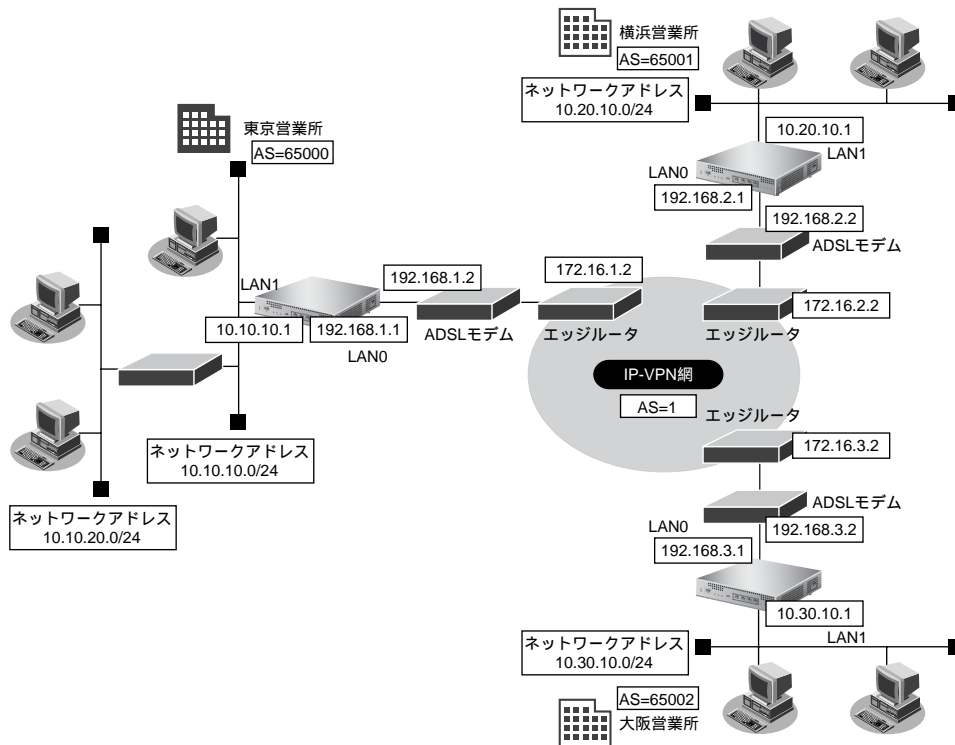 横浜営業所
AS=65001
ネットワークアドレス
10.20.10.0/24
10.20.10.1
LAN1
LAN0
192.168.2.1
192.168.2.2
ADSLモデム
172.16.2.2
エッジルータ
東京営業所
AS=65000
LAN1
10.10.10.1
192.168.1.1
LAN0
192.168.1.2
ADSLモデム
172.16.1.2
エッジルータ
ネットワークアドレス
10.10.10.0/24
ネットワークアドレス
10.10.20.0/24
IP-VPN網
AS=1
エッジルータ
172.16.3.2
ADSLモデム
192.168.3.2
LAN0
192.168.3.1
10.30.10.1
LAN1
ネットワークアドレス
10.30.10.0/24
AS=65002
大阪営業所